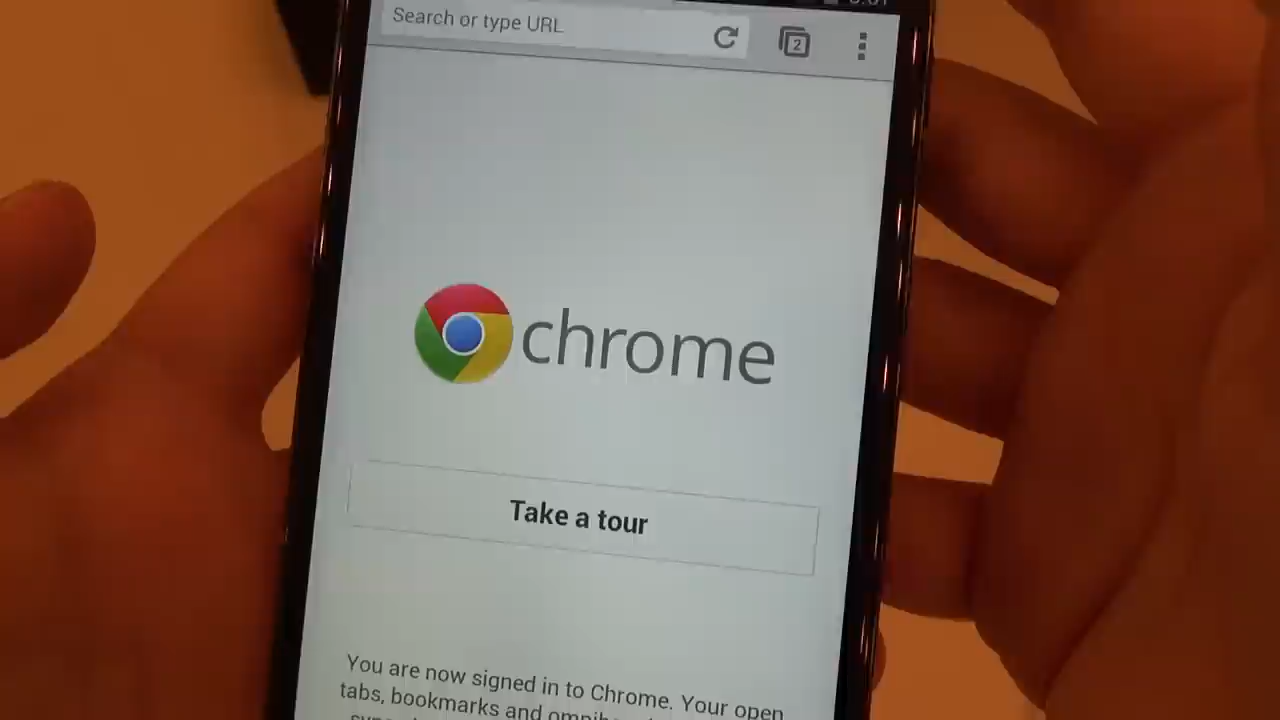 Search or type URL
2
chrome
Take a tour
You are now signed in to Chrome. Your open
tabs, bookmarks and